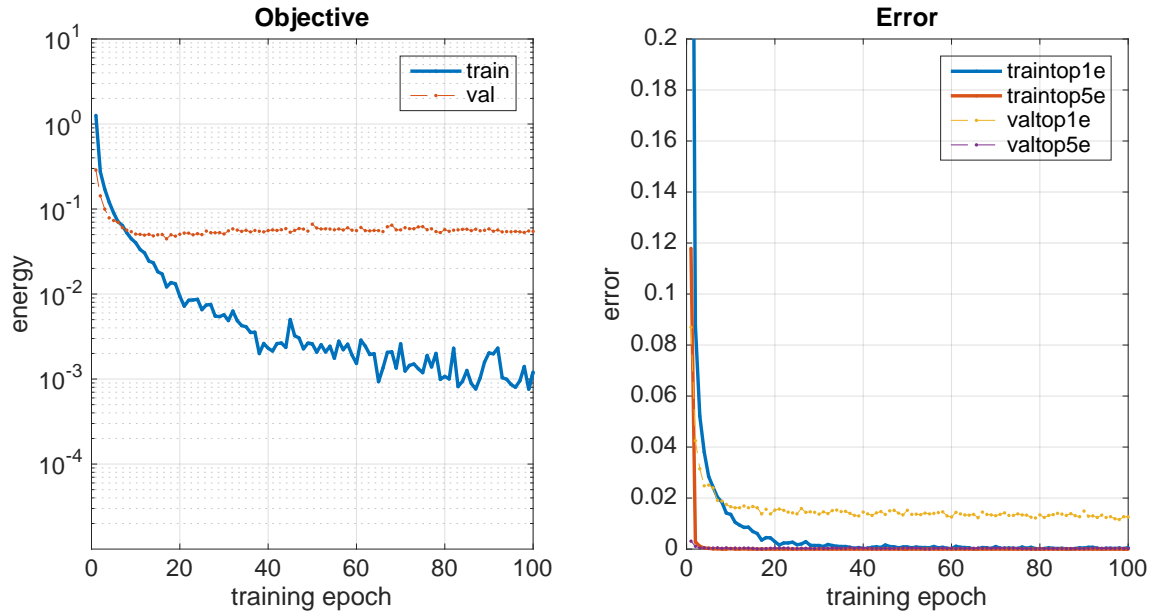 Objective
10^1
10^0
10^-1
10^-2
10^-3
10^-4
energy
0 20 40 60 80 100
training epoch
train
val
Error
0.2
0.18
0.16
0.14
0.12
0.1
0.08
0.06
0.04
0.02
0
error
0 20 40 60 80 100
training epoch
traintop1e
traintop5e
valtop1e
valtop5e